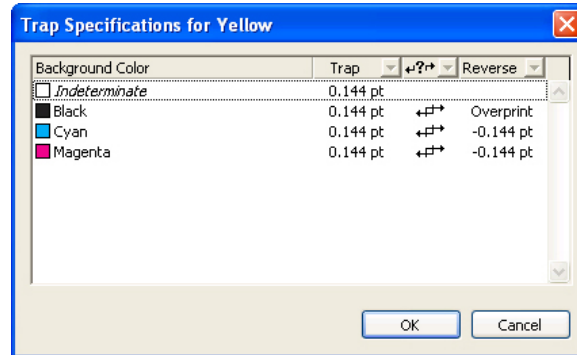 Trap Specifications for Yellow
Background Color Trap ↵?↱ Reverse
Indeterminate 0.144 pt
Black 0.144 pt Overprint
Cyan 0.144 pt -0.144 pt
Magenta 0.144 pt -0.144 pt
OK Cancel